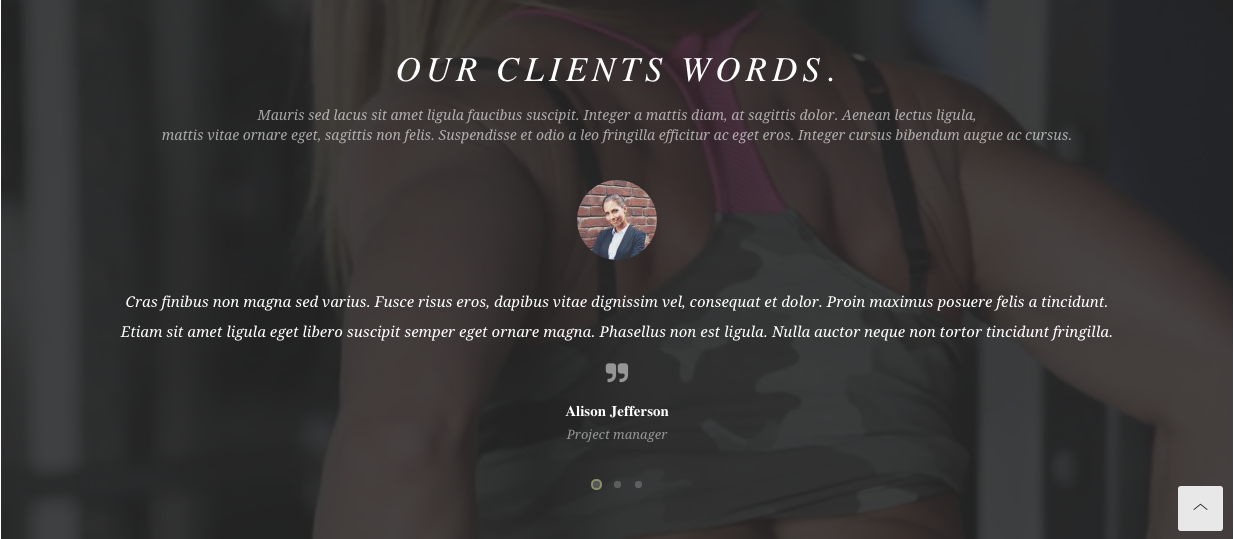 OUR CLIENTS WORDS.
Mauris sed lacus sit amet ligula faucibus suscipit. Integer a mattis diam, at sagittis dolor. Aenean lectus ligula,
mattis vitae ornare eget, sagittis non felis. Suspendisse et odio a leo fringilla efficitur ac eget eros. Integer cursus bibendum augue ac cursus.
Cras finibus non magna sed varius. Fusce risus eros, dapibus vitae dignissim vel, consequat et dolor. Proin maximus posuere felis a tincidunt.
Etiam sit amet ligula eget libero suscipit semper eget ornare magna. Phasellus non est ligula. Nulla auctor neque non tortor tincidunt fringilla.
”
Alison Jefferson
Project manager